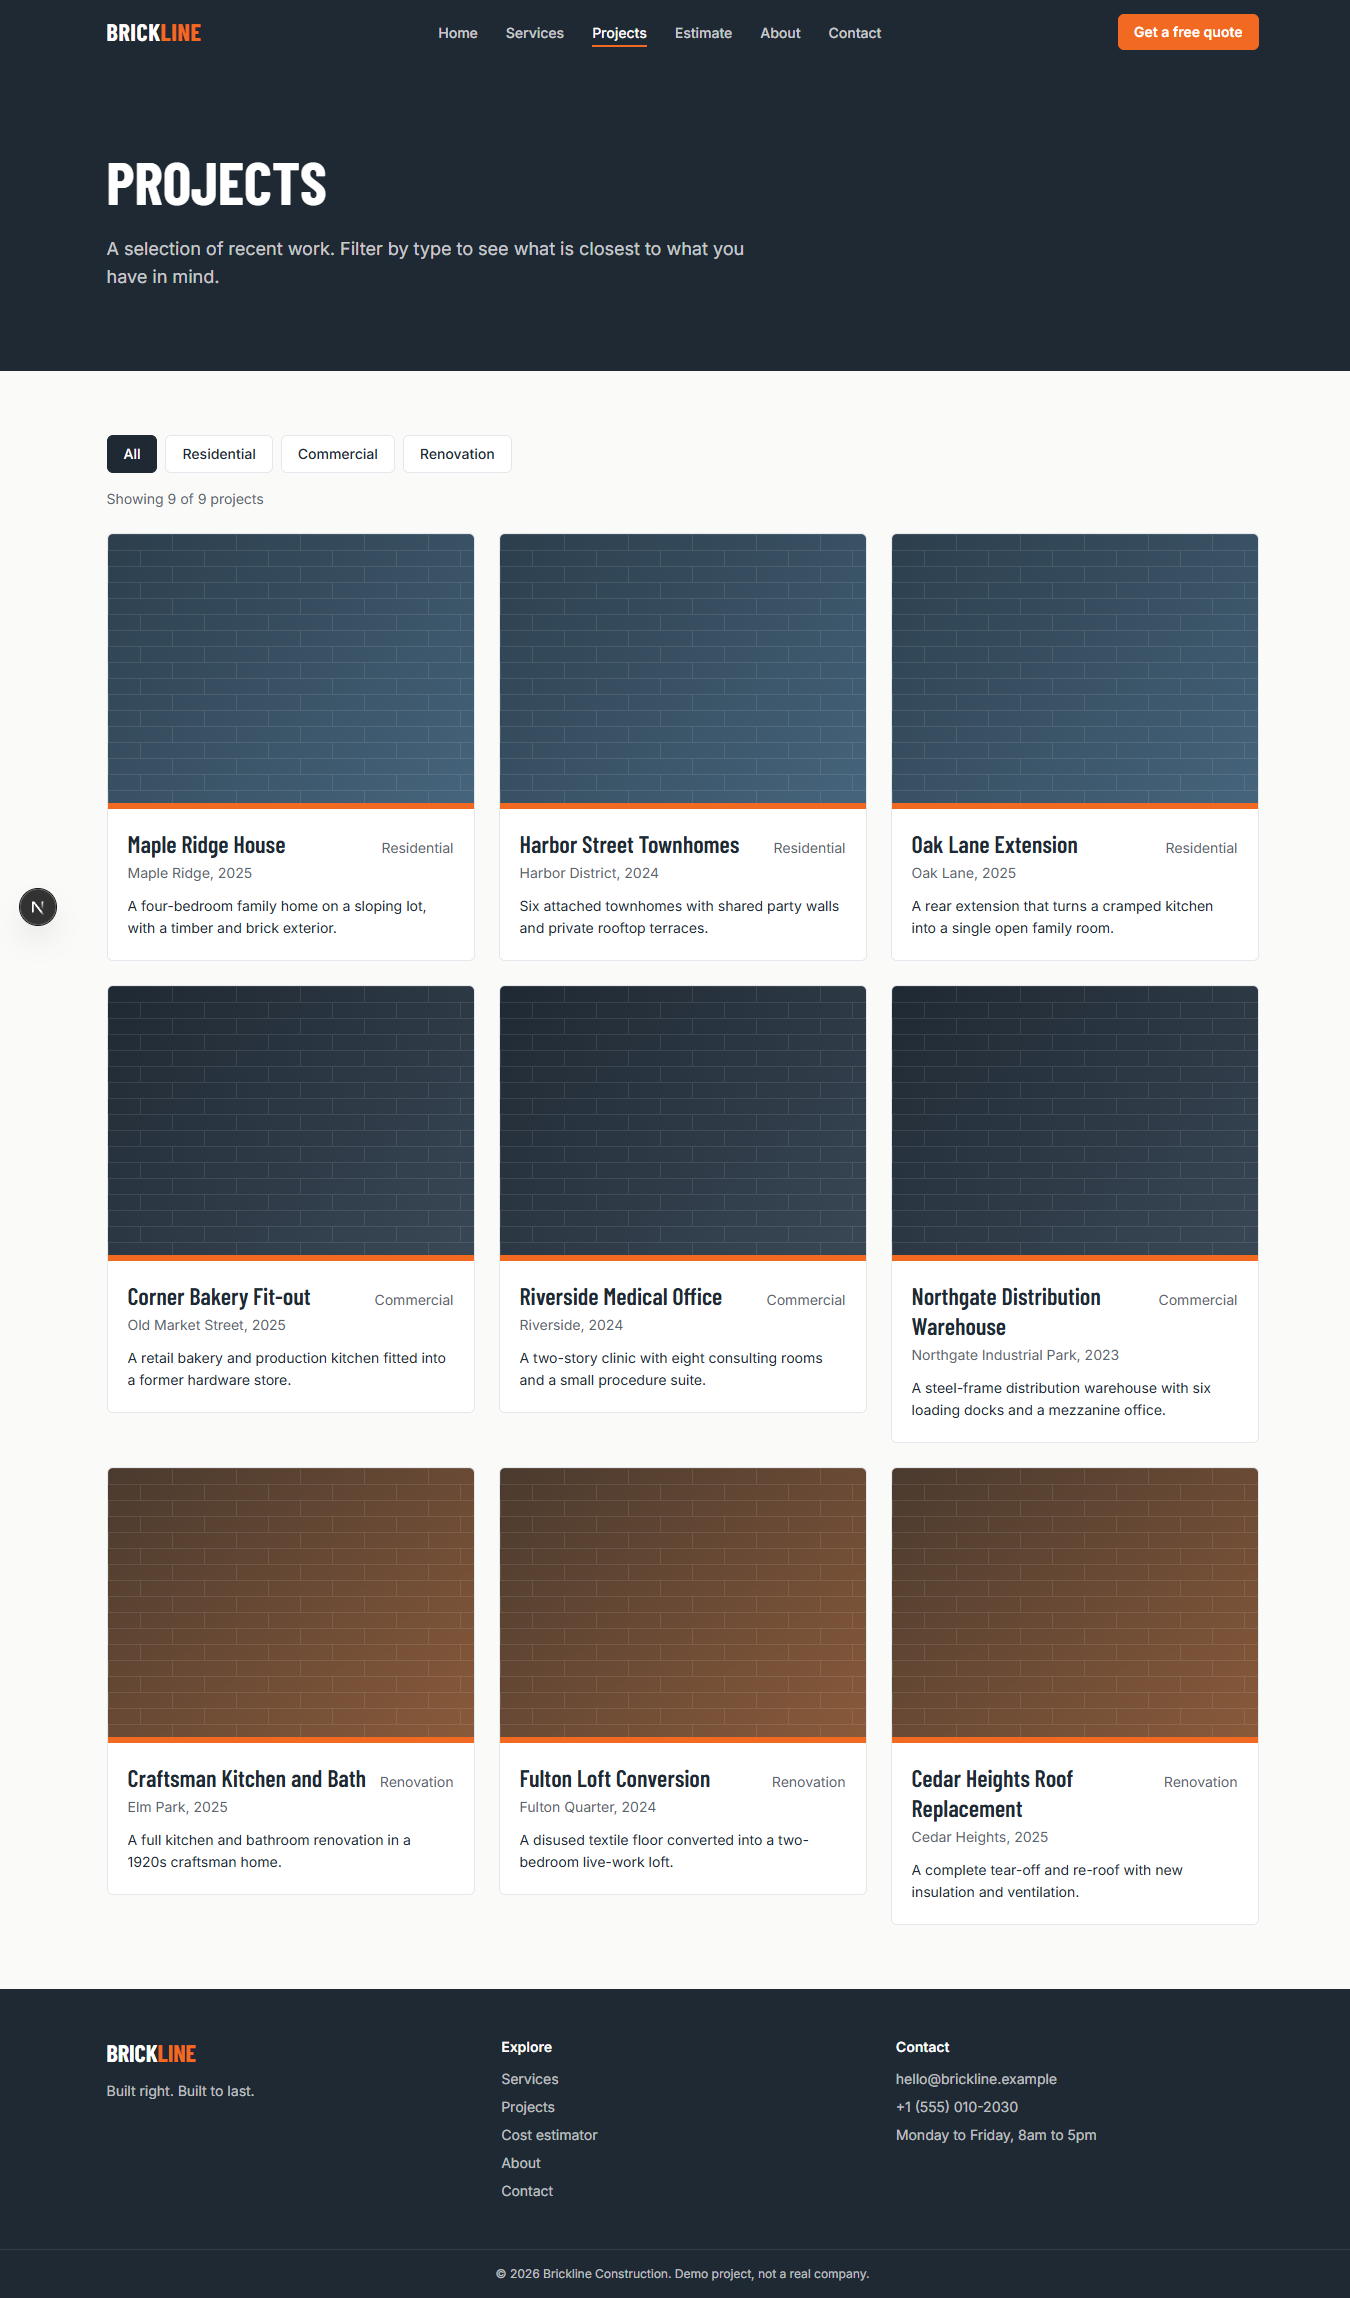 BRICKLINE
Home Services Projects Estimate About Contact
Get a free quote
PROJECTS
A selection of recent work. Filter by type to see what is closest to what you
have in mind.
All Residential Commercial Renovation
Showing 9 of 9 projects
Maple Ridge House
Residential
Maple Ridge, 2025
A four-bedroom family home on a sloping lot,
with a timber and brick exterior.
Harbor Street Townhomes
Residential
Harbor District, 2024
Six attached townhomes with shared party walls
and private rooftop terraces.
Oak Lane Extension
Residential
Oak Lane, 2025
A rear extension that turns a cramped kitchen
into a single open family room.
N
Corner Bakery Fit-out
Commercial
Old Market Street, 2025
A retail bakery and production kitchen fitted into
a former hardware store.
Riverside Medical Office
Commercial
Riverside, 2024
A two-story clinic with eight consulting rooms
and a small procedure suite.
Northgate Distribution
Warehouse
Commercial
Northgate Industrial Park, 2023
A steel-frame distribution warehouse with six
loading docks and a mezzanine office.
Craftsman Kitchen and Bath
Renovation
Elm Park, 2025
A full kitchen and bathroom renovation in a
1920s craftsman home.
Fulton Loft Conversion
Renovation
Fulton Quarter, 2024
A disused textile floor converted into a two-
bedroom live-work loft.
Cedar Heights Roof
Replacement
Renovation
Cedar Heights, 2025
A complete tear-off and re-roof with new
insulation and ventilation.
BRICKLINE
Built right. Built to last.
Explore
Services
Projects
Cost estimator
About
Contact
Contact
hello@brickline.example
+1 (555) 010-2030
Monday to Friday, 8am to 5pm
© 2026 Brickline Construction. Demo project, not a real company.